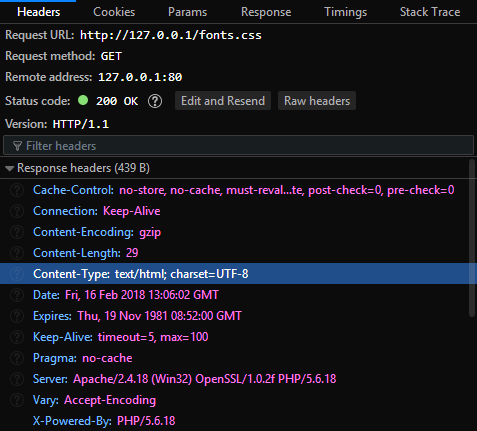 Headers Cookies Params Response Timings Stack Trace
Request URL: http://127.0.0.1/fonts.css
Request method: GET
Remote address: 127.0.0.1:80
Status code: 200 OK ? Edit and Resend Raw headers
Version: HTTP/1.1
Filter headers
Response headers (439 B)
? Cache-Control: no-store, no-cache, must-reval...te, post-check=0, pre-check=0
? Connection: Keep-Alive
? Content-Encoding: gzip
? Content-Length: 29
? Content-Type: text/html; charset=UTF-8
? Date: Fri, 16 Feb 2018 13:06:02 GMT
? Expires: Thu, 19 Nov 1981 08:52:00 GMT
? Keep-Alive: timeout=5, max=100
? Pragma: no-cache
? Server: Apache/2.4.18 (Win32) OpenSSL/1.0.2f PHP/5.6.18
? Vary: Accept-Encoding
X-Powered-By: PHP/5.6.18